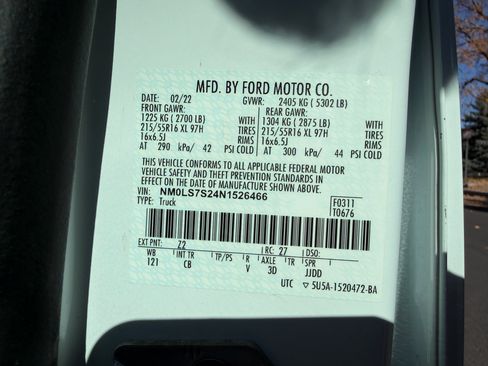 MFD. BY FORD MOTOR CO.
DATE: 02/22 GVWR: 2405 KG ( 5302 LB)
FRONT GAWR: REAR GAWR:
1225 KG ( 2700 LB) WITH 1304 KG ( 2875 LB) WITH
215/55R16 XL 97H TIRES 215/55R16 XL 97H TIRES
16x6.5J RIMS 16x6.5J RIMS
AT 290 kPa/ 42 PSI COLD AT 300 kPa/ 44 PSI COLD
THIS VEHICLE CONFORMS TO ALL APPLICABLE FEDERAL MOTOR
VEHICLE SAFETY AND THEFT PREVENTION STANDARDS IN
EFFECT ON THE DATE OF MANUFACTURE SHOWN ABOVE.
VIN: NM0LS7S24N1526466 F0311
TYPE: Truck T0676
EXT PNT: Z2 RC: 27 DSO:
WB INT TR TP/PS R AXLE TR SPR
121 CB V 3D JJDD
UTC ▽ 5U5A-1520472-BA